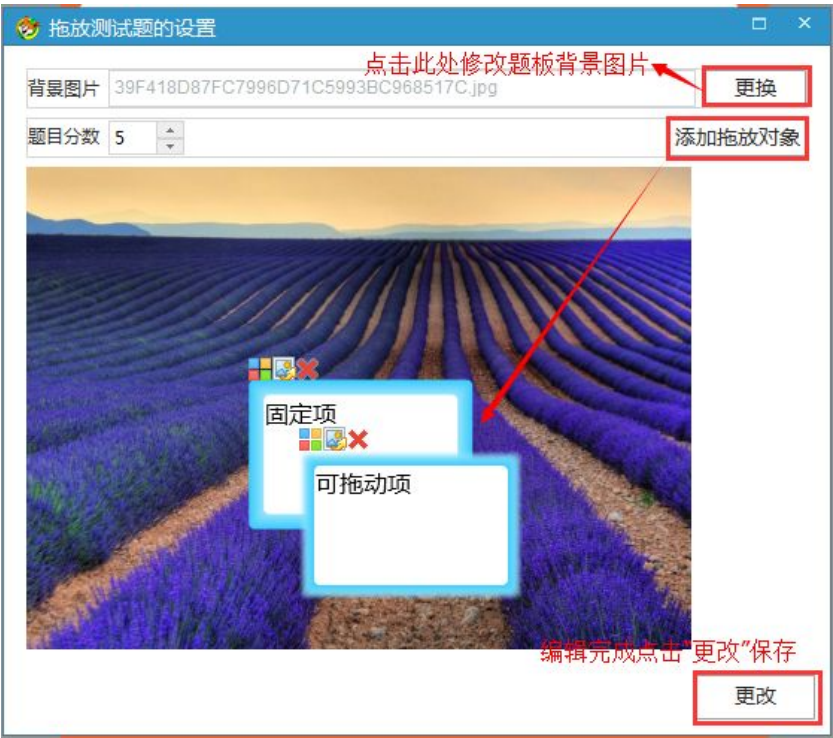 拖放测试题的设置
点击此处修改题板背景图片
背景图片 39F418D87FC7996D71C5993BC968517C.jpg 更换
题目分数 5 添加拖放对象
固定项
可拖动项
编辑完成点击"更改"保存
更改